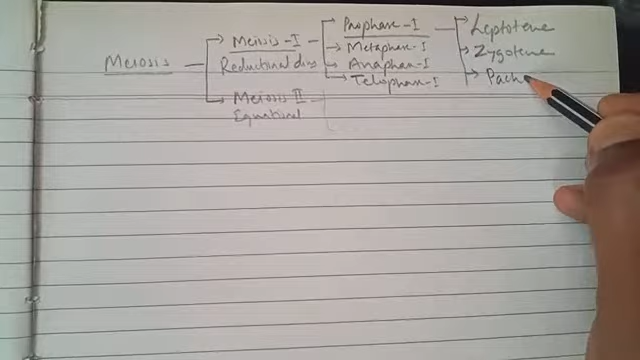 Meiosis
Meiosis-I
Reductional div
Prophase-I
Metaphase-I
Anaphase-I
Telophase-I
Leptotene
Zygotene
Pach
Meiosis II
Equational